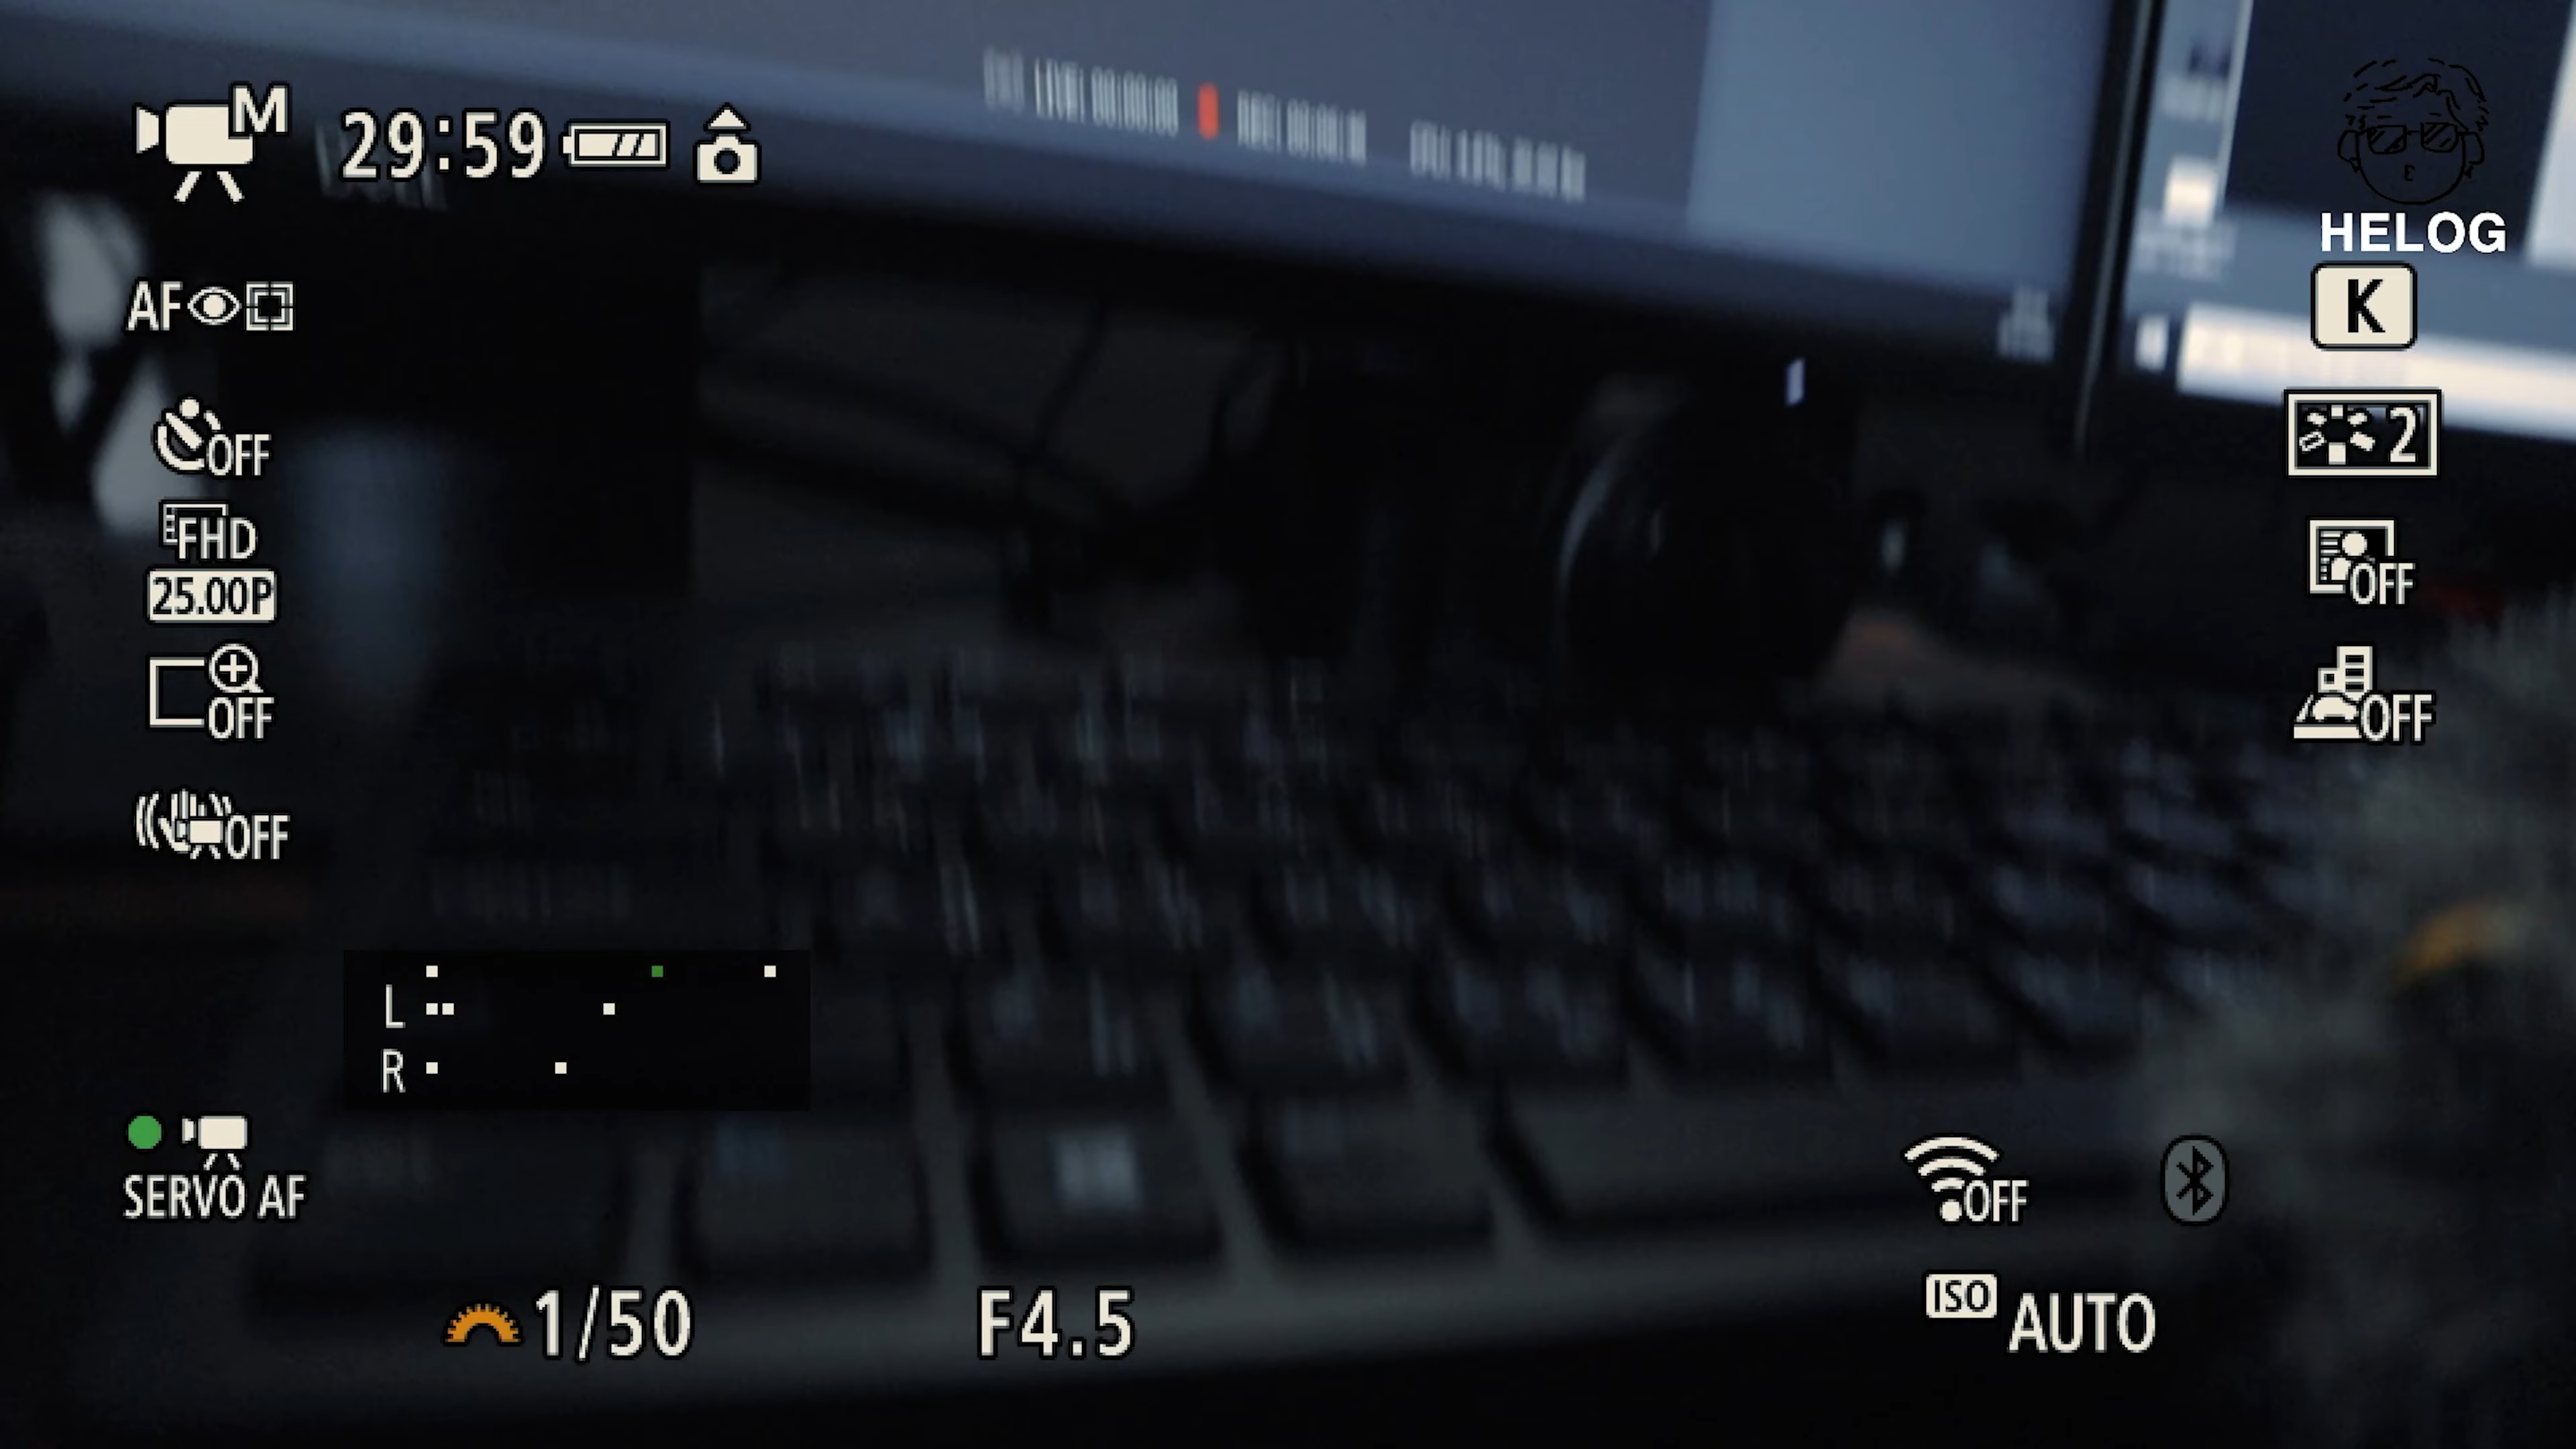 M
29:59
HELOG
AF
K
OFF
2
FHD
25.00P
OFF
OFF
OFF
OFF
L
R
SERVO AF
OFF
1/50
F4.5
ISO AUTO